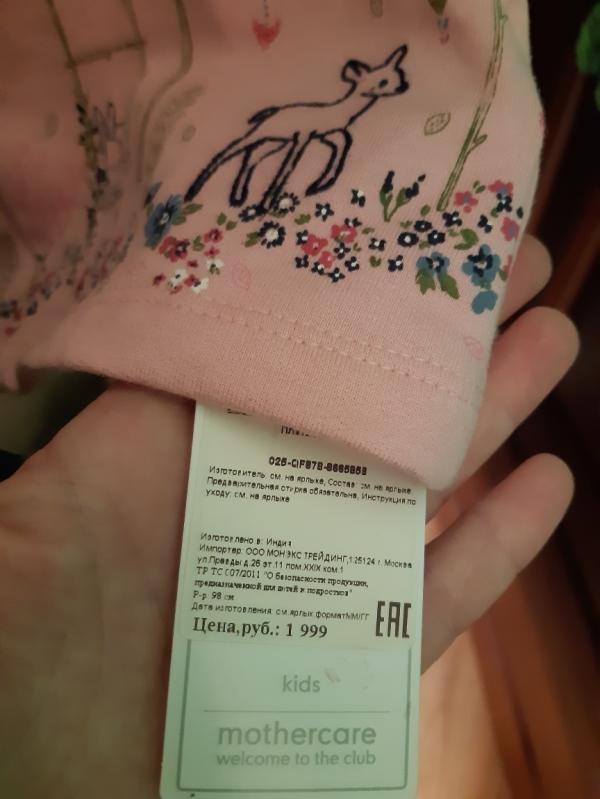 025-QIF878-8665858
Изготовитель: см. на ярлыке, Состав: см. на ярлыке,
Предварительная стирка обязательна, Инструкция по
уходу: см. на ярлыке
Изготовлено в: Индия
Импортер: ООО МОНЭКС ТРЕЙДИНГ,125124 г. Москва
ул.Правды д.26 эт.11 пом.XXIX ком.1
ТР ТС 007/2011 "О безопасности продукции,
предназначенной для детей и подростков"
Р-р: 98 см
Дата изготовления: см.ярлык формат ММ/ГГ
EAC
Цена,руб.: 1 999
kids
mothercare
welcome to the club